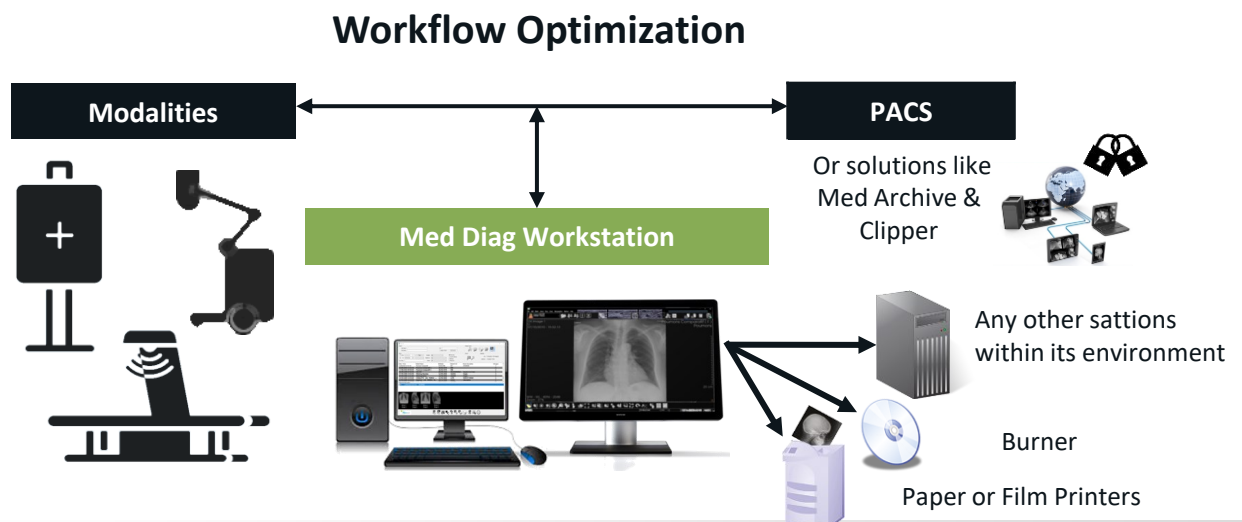 Workflow Optimization
Modalities
PACS
Or solutions like
Med Archive &
Clipper
Med Diag Workstation
Any other sattions
within its environment
Burner
Paper or Film Printers